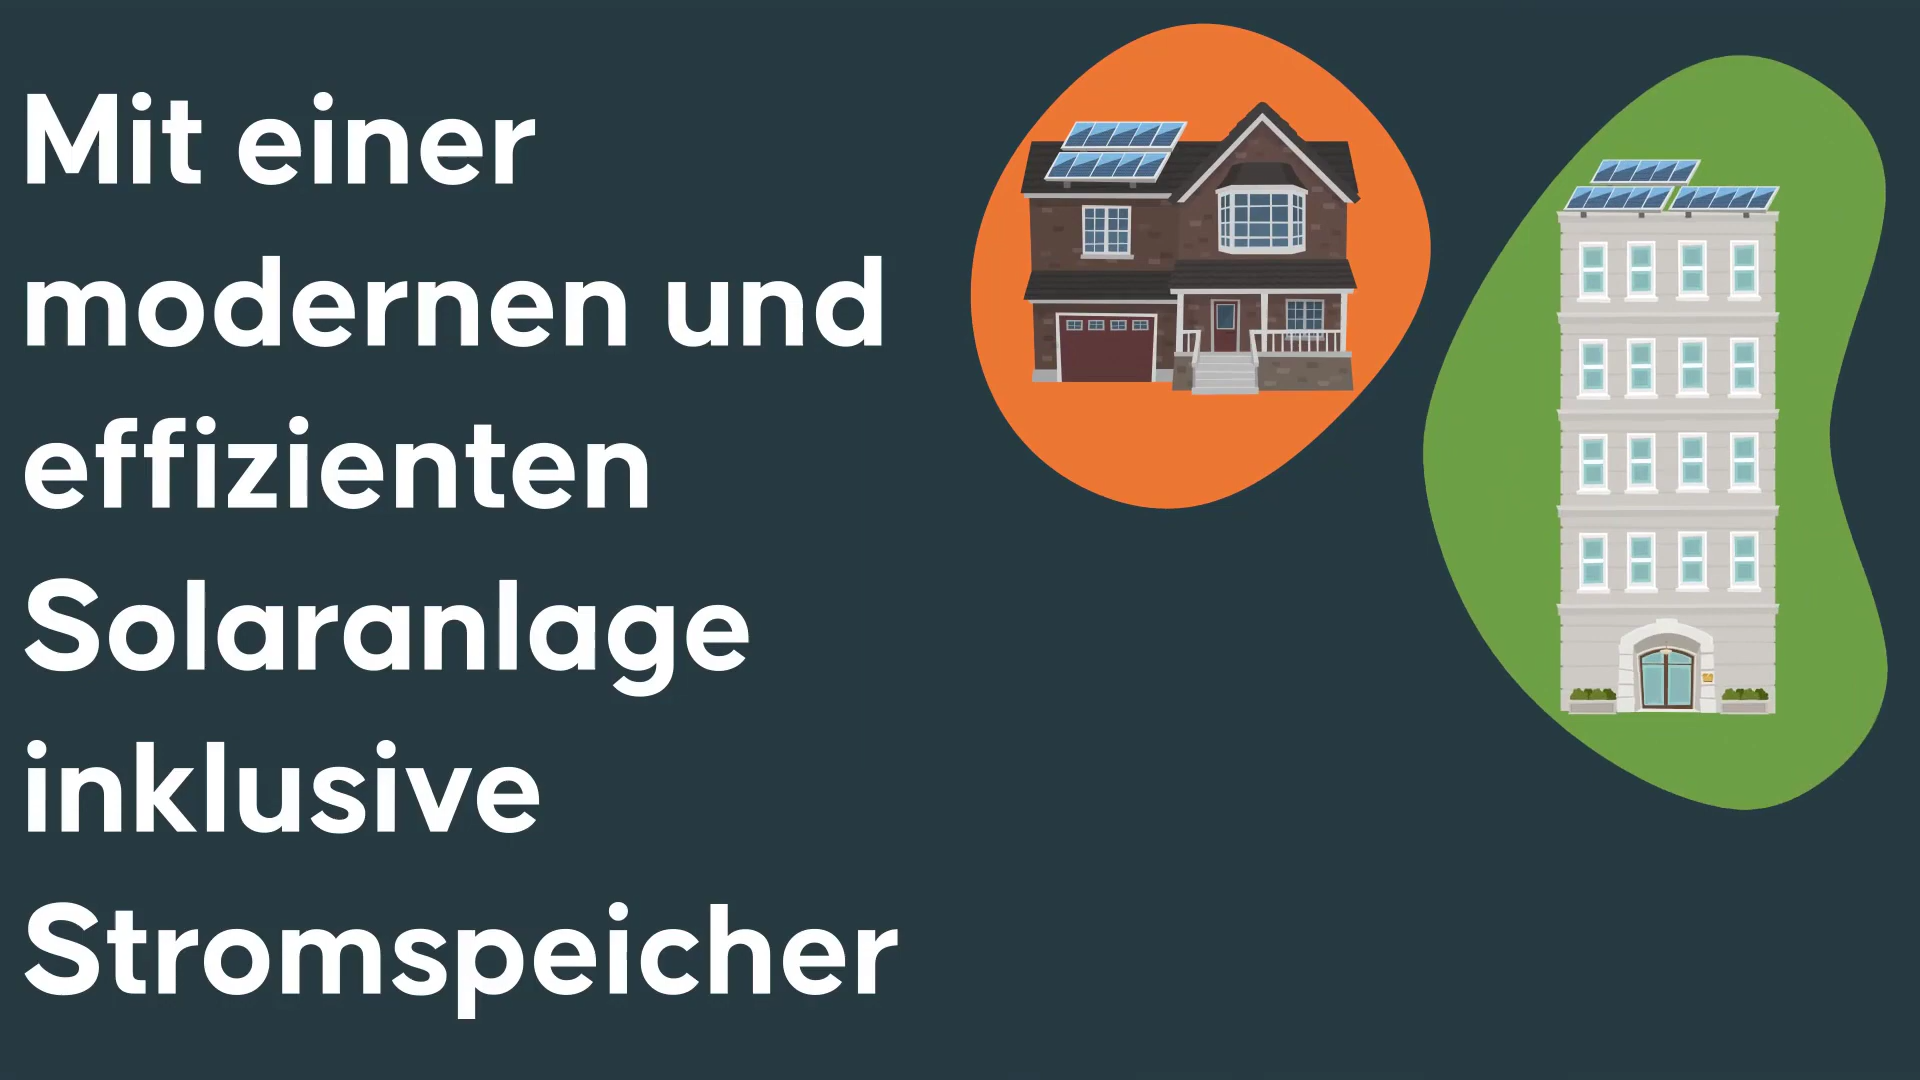 Mit einer
modernen und
effizienten
Solaranlage
inklusive
Stromspeicher